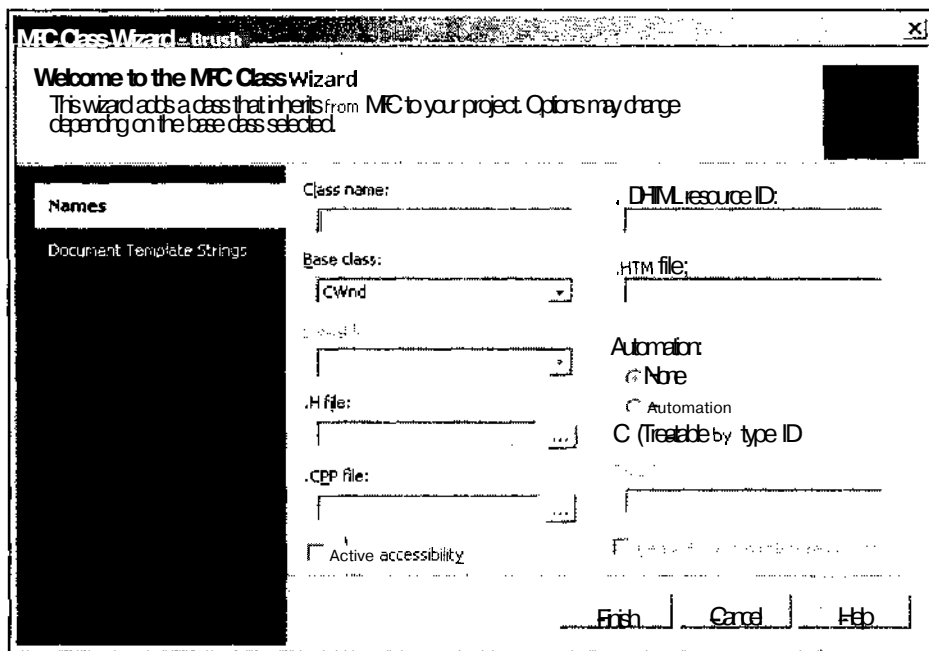 MFC Class Wizard - Brush
Welcome to the MFC Class Wizard
This wizard adds a class that inherits from MFC to your project. Options may change
depending on the base class selected.
Names
Document Template Strings
Class name:
Base class:
CWnd
.H file:
...
.CPP file:
...
Active accessibility
DHTML resource ID:
.HTM file:
Automation:
None
Automation
C (Treatable by type ID
Finish
Cancel
Help